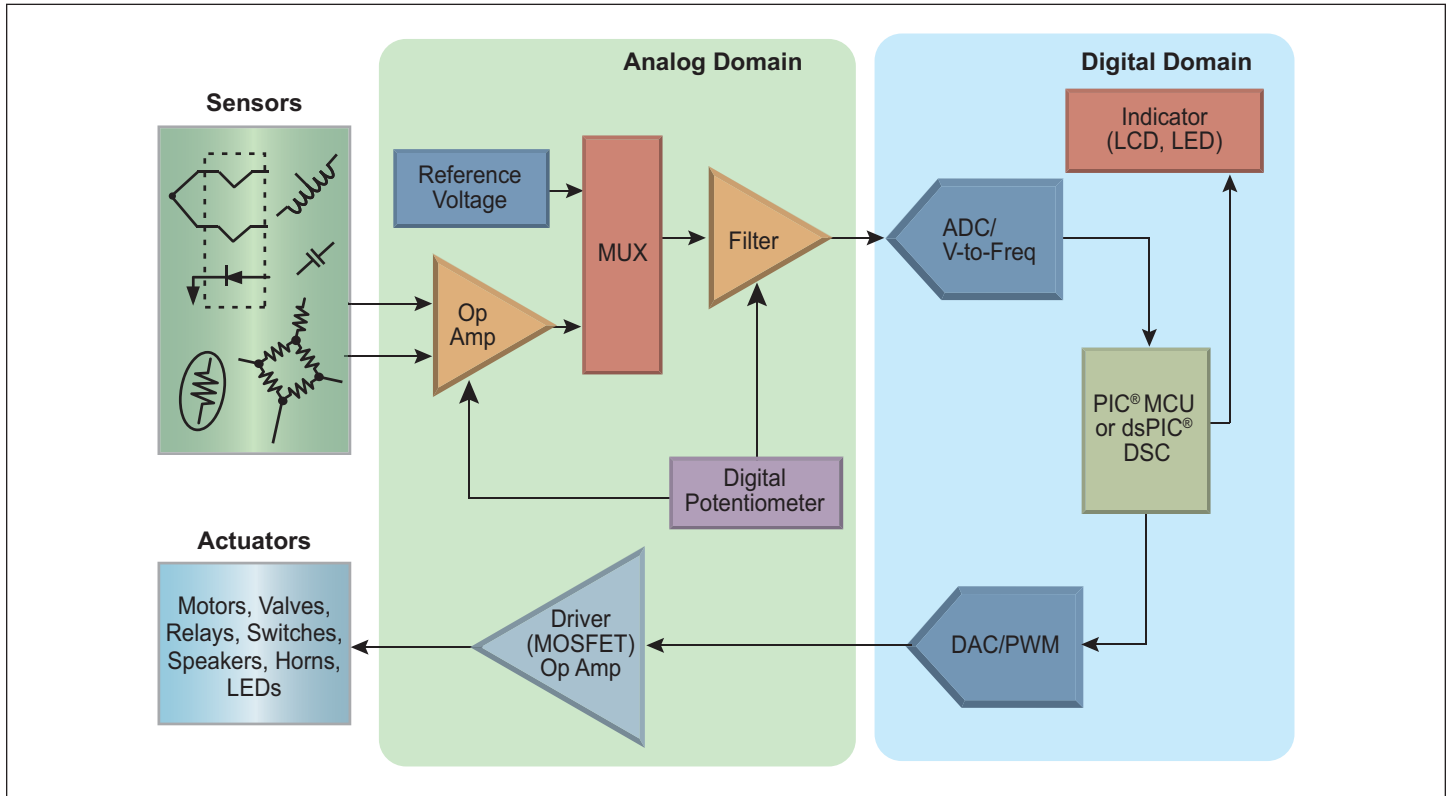 Analog Domain
Digital Domain
Sensors
Indicator
(LCD, LED)
Reference
Voltage
MUX
Filter
ADC/
V-to-Freq
Op
Amp
PIC® MCU
or dsPIC®
DSC
Digital
Potentiometer
Actuators
Motors, Valves,
Relays, Switches,
Speakers, Horns,
LEDs
Driver
(MOSFET)
Op Amp
DAC/PWM